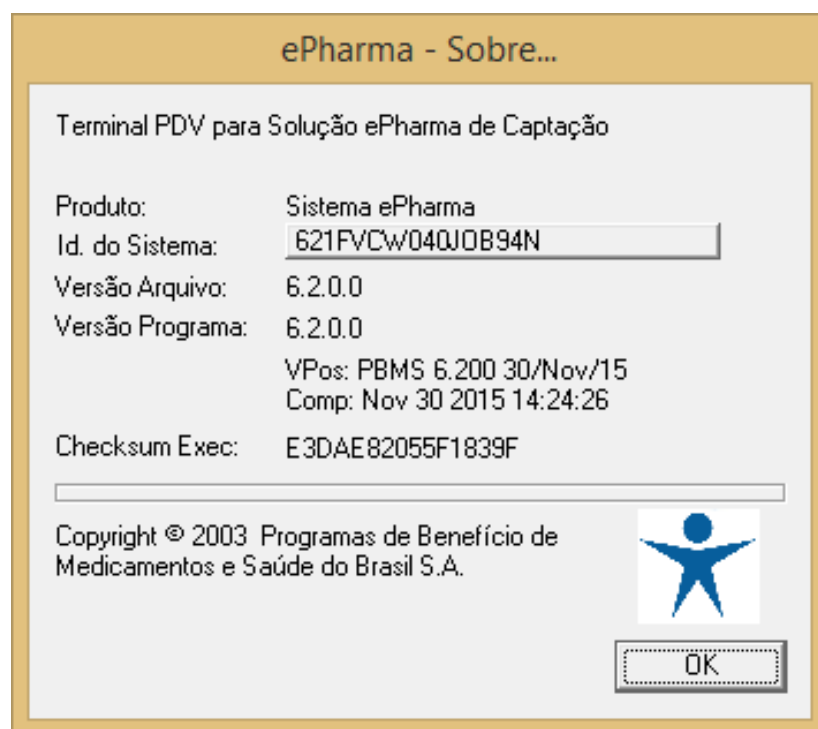 ePharma - Sobre...
Terminal PDV para Solução ePharma de Captação
Produto: Sistema ePharma
Id. do Sistema: 621FVCW040JOB94N
Versão Arquivo: 6.2.0.0
Versão Programa: 6.2.0.0
VPos: PBMS 6.200 30/Nov/15
Comp: Nov 30 2015 14:24:26
Checksum Exec: E3DAE82055F1839F
Copyright © 2003 Programas de Benefício de
Medicamentos e Saúde do Brasil S.A.
OK